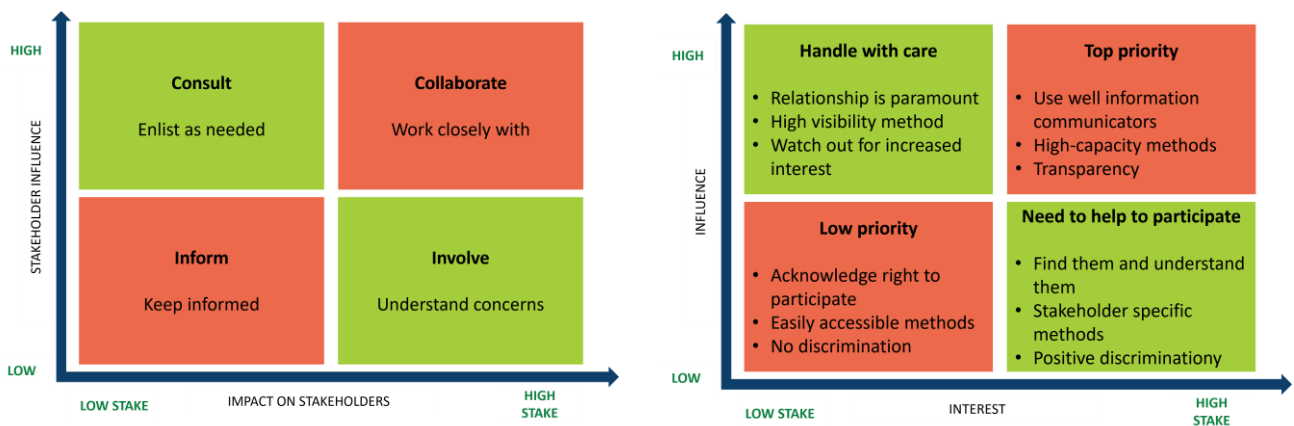 HIGH
STAKEHOLDER INFLUENCE
LOW
Consult
Enlist as needed
Collaborate
Work closely with
Inform
Keep informed
Involve
Understand concerns
LOW STAKE
IMPACT ON STAKEHOLDERS
HIGH
STAKE
HIGH
INFLUENCE
LOW
Handle with care
• Relationship is paramount
• High visibility method
• Watch out for increased
interest
Top priority
• Use well information
communicators
• High-capacity methods
• Transparency
Low priority
• Acknowledge right to
participate
• Easily accessible methods
• No discrimination
Need to help to participate
• Find them and understand
them
• Stakeholder specific
methods
• Positive discriminationy
LOW STAKE
INTEREST
HIGH
STAKE